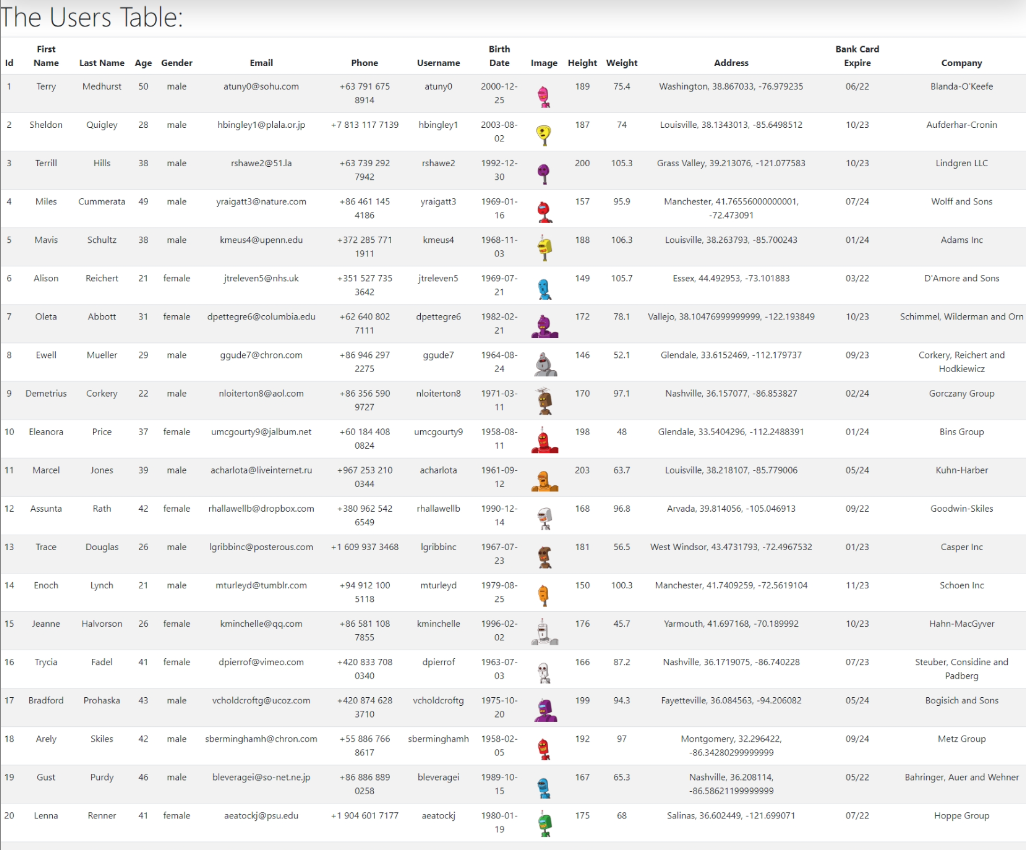 The Users Table:
Id First Name Last Name Age Gender Email Phone Username Birth Date Image Height Weight Address Bank Card Expire Company
1 Terry Medhurst 50 male atuny0@sohu.com +63 791 675 8914 atuny0 2000-12-25 189 75.4 Washington, 38.867033, -76.979235 06/22 Blanda-O'Keefe
2 Sheldon Quigley 28 male hbingley1@plala.or.jp +7 813 117 7139 hbingley1 2003-08-02 187 74 Louisville, 38.1343013, -85.6498512 10/23 Aufderhar-Cronin
3 Terrill Hills 38 male rshawe2@51.la +63 739 292 7942 rshawe2 1992-12-30 200 105.3 Grass Valley, 39.213076, -121.077583 10/23 Lindgren LLC
4 Miles Cummerata 49 male yraigatt3@nature.com +86 461 145 4186 yraigatt3 1969-01-16 157 95.9 Manchester, 41.76556000000001, -72.473091 07/24 Wolff and Sons
5 Mavis Schultz 38 male kmeus4@upenn.edu +372 285 771 1911 kmeus4 1968-11-03 188 106.3 Louisville, 38.263793, -85.700243 01/24 Adams Inc
6 Alison Reichert 21 female jtreleven5@nhs.uk +351 527 735 3642 jtreleven5 1969-07-21 149 105.7 Essex, 44.492953, -73.101883 03/22 D'Amore and Sons
7 Oleta Abbott 31 female dpettegre6@columbia.edu +62 640 802 7111 dpettegre6 1982-02-21 172 78.1 Vallejo, 38.10476999999999, -122.193849 10/23 Schimmel, Wilderman and Orn
8 Ewell Mueller 29 male ggude7@chron.com +86 946 297 2275 ggude7 1964-08-24 146 52.1 Glendale, 33.6152469, -112.179737 09/23 Corkery, Reichert and Hodkiewicz
9 Demetrius Corkery 22 male nloiterton8@aol.com +86 356 590 9727 nloiterton8 1971-03-11 170 97.1 Nashville, 36.157077, -86.853827 02/24 Gorczany Group
10 Eleanora Price 37 female umcgourty9@jalbum.net +60 184 408 0824 umcgourty9 1958-08-11 198 48 Glendale, 33.5404296, -112.2488391 01/24 Bins Group
11 Marcel Jones 39 male acharlota@liveinternet.ru +967 253 210 0344 acharlota 1961-09-12 203 63.7 Louisville, 38.218107, -85.779006 05/24 Kuhn-Harber
12 Assunta Rath 42 female rhallawellb@dropbox.com +380 962 542 6549 rhallawellb 1990-12-14 168 96.8 Arvada, 39.814056, -105.046913 09/22 Goodwin-Skiles
13 Trace Douglas 26 male lgribbinc@posterous.com +1 609 937 3468 lgribbinc 1967-07-23 181 56.5 West Windsor, 43.4731793, -72.4967532 01/23 Casper Inc
14 Enoch Lynch 21 male mturleyd@tumblr.com +94 912 100 5118 mturleyd 1979-08-25 150 100.3 Manchester, 41.7409259, -72.5619104 11/23 Schoen Inc
15 Jeanne Halvorson 26 female kminchelle@qq.com +86 581 108 7855 kminchelle 1996-02-02 176 45.7 Yarmouth, 41.697168, -70.189992 10/23 Hahn-MacGyver
16 Trycia Fadel 41 female dpierrof@vimeo.com +420 833 708 0340 dpierrof 1963-07-03 166 87.2 Nashville, 36.1719075, -86.740228 07/23 Steuber, Considine and Padberg
17 Bradford Prohaska 43 male vcholdcroftg@ucoz.com +420 874 628 3710 vcholdcroftg 1975-10-20 199 94.3 Fayetteville, 36.084563, -94.206082 05/24 Bogisich and Sons
18 Arely Skiles 42 male sberminghamh@chron.com +55 886 766 8617 sberminghamh 1958-02-05 192 97 Montgomery, 32.296422, -86.34280299999999 09/24 Metz Group
19 Gust Purdy 46 male bleveragei@so-net.ne.jp +86 886 889 0258 bleveragei 1989-10-15 167 65.3 Nashville, 36.208114, -86.58621199999999 05/22 Bahringer, Auer and Wehner
20 Lenna Renner 41 female aeatockj@psu.edu +1 904 601 7177 aeatockj 1980-01-19 175 68 Salinas, 36.602449, -121.699071 07/22 Hoppe Group